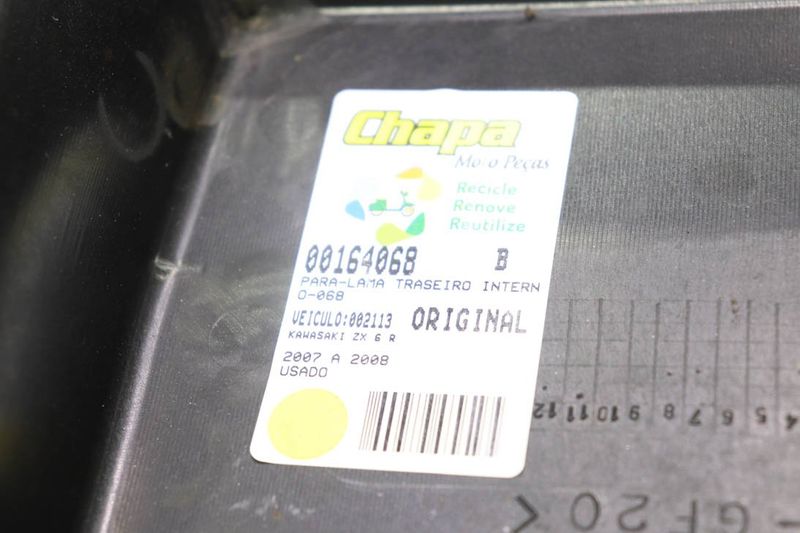 Chapa
Moto Peças
Recicle
Renove
Reutilize
00164068 B
PARA-LAMA TRASEIRO INTERN
O-068
VEICULO:002113 ORIGINAL
KAWASAKI ZX 6 R
2007 A 2008
USADO
4 5 6 7 8 9 10 11 12
-GF20<